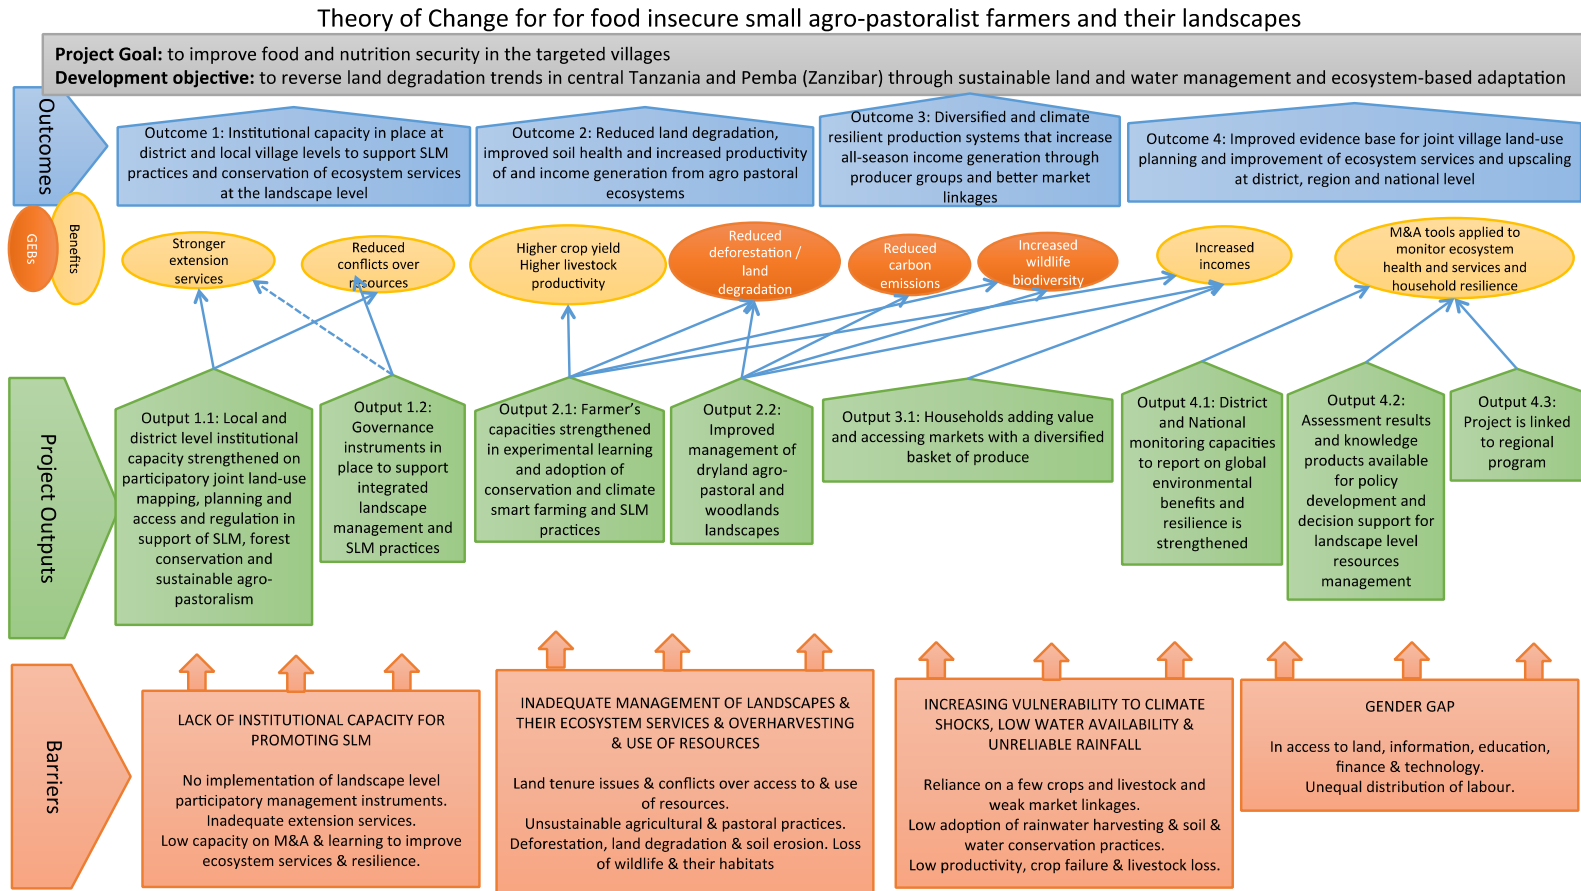 Theory of Change for for food insecure small agro-pastoralist farmers and their landscapes
Project Goal: to improve food and nutrition security in the targeted villages
Development objective: to reverse land degradation trends in central Tanzania and Pemba (Zanzibar) through sustainable land and water management and ecosystem-based adaptation
Outcomes
Outcome 1: Institutional capacity in place at
district and local village levels to support SLM
practices and conservation of ecosystem services
at the landscape level
Outcome 2: Reduced land degradation,
improved soil health and increased productivity
of and income generation from agro pastoral
ecosystems
Outcome 3: Diversified and climate
resilient production systems that increase
all-season income generation through
producer groups and better market
linkages
Outcome 4: Improved evidence base for joint village land-use
planning and improvement of ecosystem services and upscaling
at district, region and national level
GEEBs
Benefits
Stronger
extension
services
Reduced
conflicts over
resources
Higher crop yield
Higher livestock
productivity
Reduced
deforestation /
land
degradation
Reduced
carbon
emissions
Increased
wildlife
biodiversity
Increased
incomes
M&A tools applied to
monitor ecosystem
health and services and
household resilience
Project Outputs
Output 1.1: Local and
district level institutional
capacity strengthened on
participatory joint land-use
mapping, planning and
access and regulation in
support of SLM, forest
conservation and
sustainable agro-
pastoralism
Output 1.2:
Governance
instruments in
place to support
integrated
landscape
management and
SLM practices
Output 2.1: Farmer’s
capacities strengthened
in experimental learning
and adoption of
conservation and climate
smart farming and SLM
practices
Output 2.2:
Improved
management of
dryland agro-
pastoral and
woodlands
landscapes
Output 3.1: Households adding value
and accessing markets with a diversified
basket of produce
Output 4.1: District
and National
monitoring capacities
to report on global
environmental
benefits and
resilience is
strengthened
Output 4.2:
Assessment results
and knowledge
products available
for policy
development and
decision support for
landscape level
resources
management
Output 4.3:
Project is linked
to regional
program
Barriers
LACK OF INSTITUTIONAL CAPACITY FOR
PROMOTING SLM
No implementation of landscape level
participatory management instruments.
Inadequate extension services.
Low capacity on M&A & learning to improve
ecosystem services & resilience.
INADEQUATE MANAGEMENT OF LANDSCAPES &
THEIR ECOSYSTEM SERVICES & OVERHARVESTING
& USE OF RESOURCES
Land tenure issues & conflicts over access to & use
of resources.
Unsustainable agricultural & pastoral practices.
Deforestation, land degradation & soil erosion. Loss
of wildlife & their habitats
INCREASING VULNERABILITY TO CLIMATE
SHOCKS, LOW WATER AVAILABILITY &
UNRELIABLE RAINFALL
Reliance on a few crops and livestock and
weak market linkages.
Low adoption of rainwater harvesting & soil &
water conservation practices.
Low productivity, crop failure & livestock loss.
GENDER GAP
In access to land, information, education,
finance & technology.
Unequal distribution of labour.